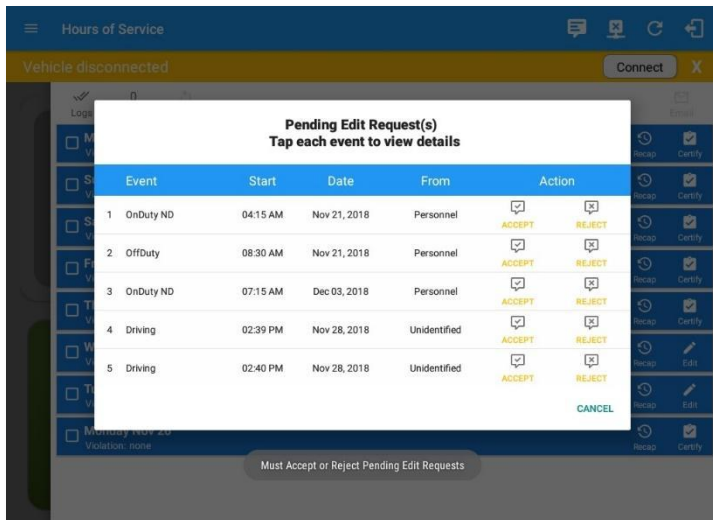 Hours of Service
Vehicle disconnected
Connect X
Logs
Email
Pending Edit Request(s)
Tap each event to view details
Event Start Date From Action
1 OnDuty ND 04:15 AM Nov 21, 2018 Personnel ACCEPT REJECT
2 OffDuty 08:30 AM Nov 21, 2018 Personnel ACCEPT REJECT
3 OnDuty ND 07:15 AM Dec 03, 2018 Personnel ACCEPT REJECT
4 Driving 02:39 PM Nov 28, 2018 Unidentified ACCEPT REJECT
5 Driving 02:40 PM Nov 28, 2018 Unidentified ACCEPT REJECT
CANCEL
Recap Certify
Recap Certify
Recap Certify
Recap Certify
Recap Certify
Recap Edit
Recap Edit
Monday Nov 26
Violation: none
Recap Certify
Must Accept or Reject Pending Edit Requests